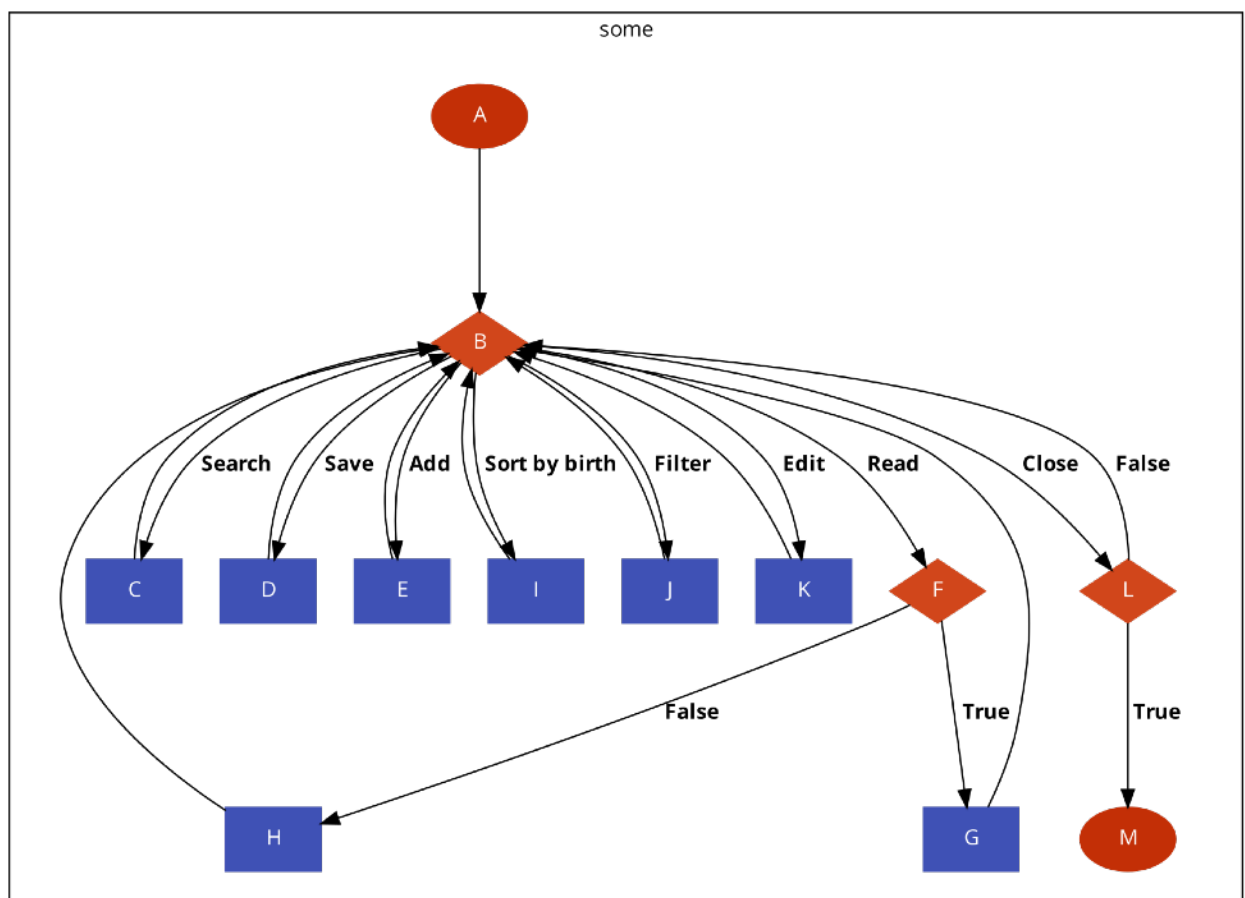 some
A
B
Search
Save
Add
Sort by birth
Filter
Edit
Read
Close
False
C
D
E
I
J
K
F
L
False
True
True
H
G
M